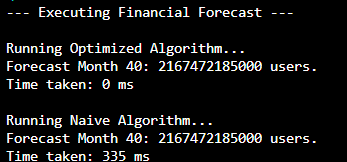 --- Executing Financial Forecast ---
Running Optimized Algorithm...
Forecast Month 40: 2167472185000 users.
Time taken: 0 ms
Running Naive Algorithm...
Forecast Month 40: 2167472185000 users.
Time taken: 335 ms